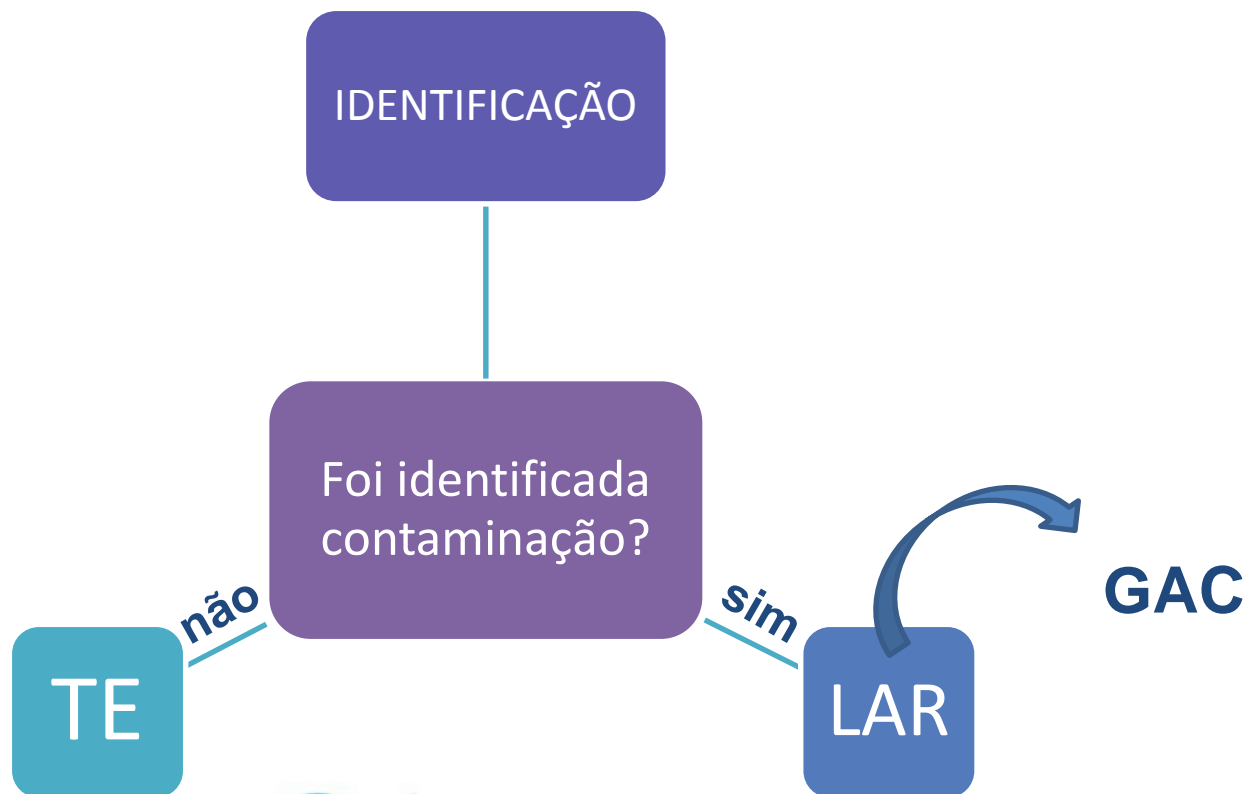 IDENTIFICAÇÃO
Foi identificada
contaminação?
não
sim
GAC
TE
LAR